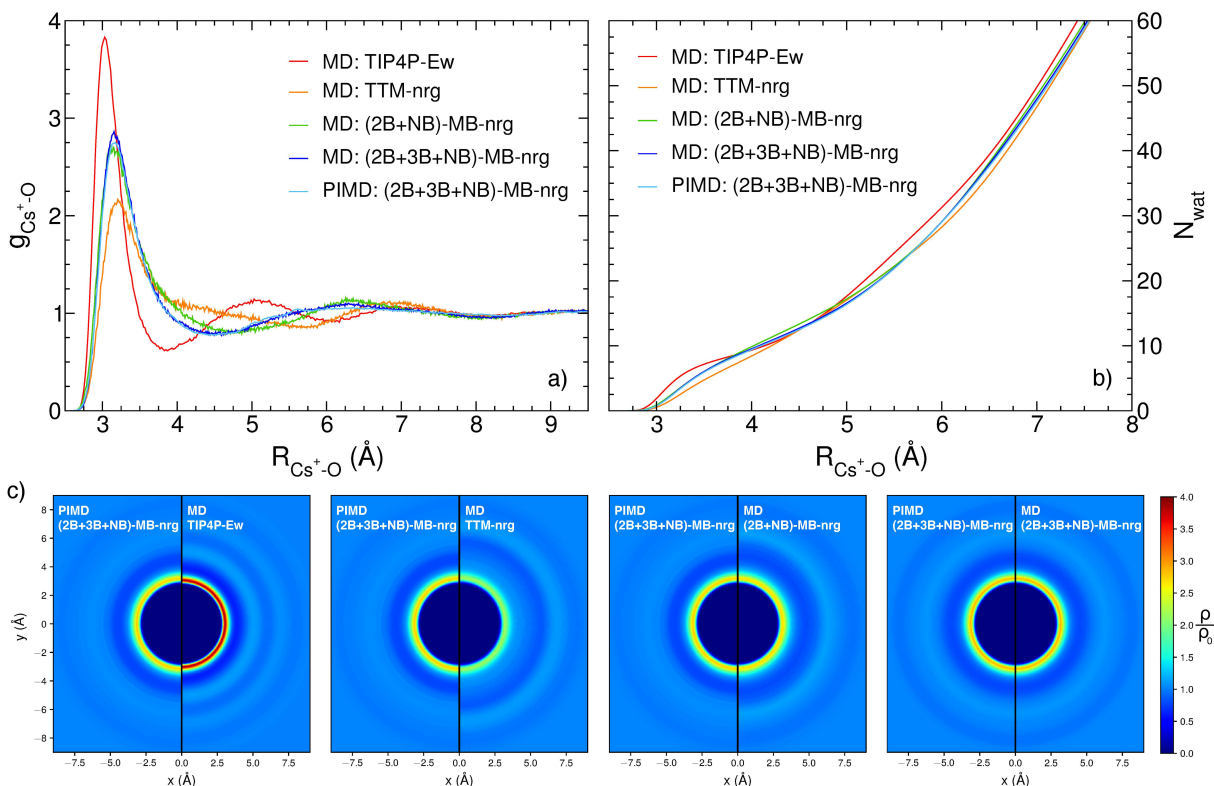 4
3
2
1
0
g_Cs⁺-O
MD: TIP4P-Ew
MD: TTM-nrg
MD: (2B+NB)-MB-nrg
MD: (2B+3B+NB)-MB-nrg
PIMD: (2B+3B+NB)-MB-nrg
a)
3 4 5 6 7 8 9
R_Cs⁺-O (Å)
MD: TIP4P-Ew
MD: TTM-nrg
MD: (2B+NB)-MB-nrg
MD: (2B+3B+NB)-MB-nrg
PIMD: (2B+3B+NB)-MB-nrg
b)
60
50
40
30
20
10
0
N_wat
3 4 5 6 7 8
R_Cs⁺-O (Å)
c)
PIMD
(2B+3B+NB)-MB-nrg
MD
TIP4P-Ew
8
6
4
2
0
−2
−4
−6
−8
y (Å)
−7.5 −5.0 −2.5 0.0 2.5 5.0 7.5
x (Å)
PIMD
(2B+3B+NB)-MB-nrg
MD
TTM-nrg
−7.5 −5.0 −2.5 0.0 2.5 5.0 7.5
x (Å)
PIMD
(2B+3B+NB)-MB-nrg
MD
(2B+NB)-MB-nrg
−7.5 −5.0 −2.5 0.0 2.5 5.0 7.5
x (Å)
PIMD
(2B+3B+NB)-MB-nrg
MD
(2B+3B+NB)-MB-nrg
−7.5 −5.0 −2.5 0.0 2.5 5.0 7.5
x (Å)
4.0
3.5
3.0
2.5
2.0
1.5
1.0
0.5
0.0
ρ
ρ₀